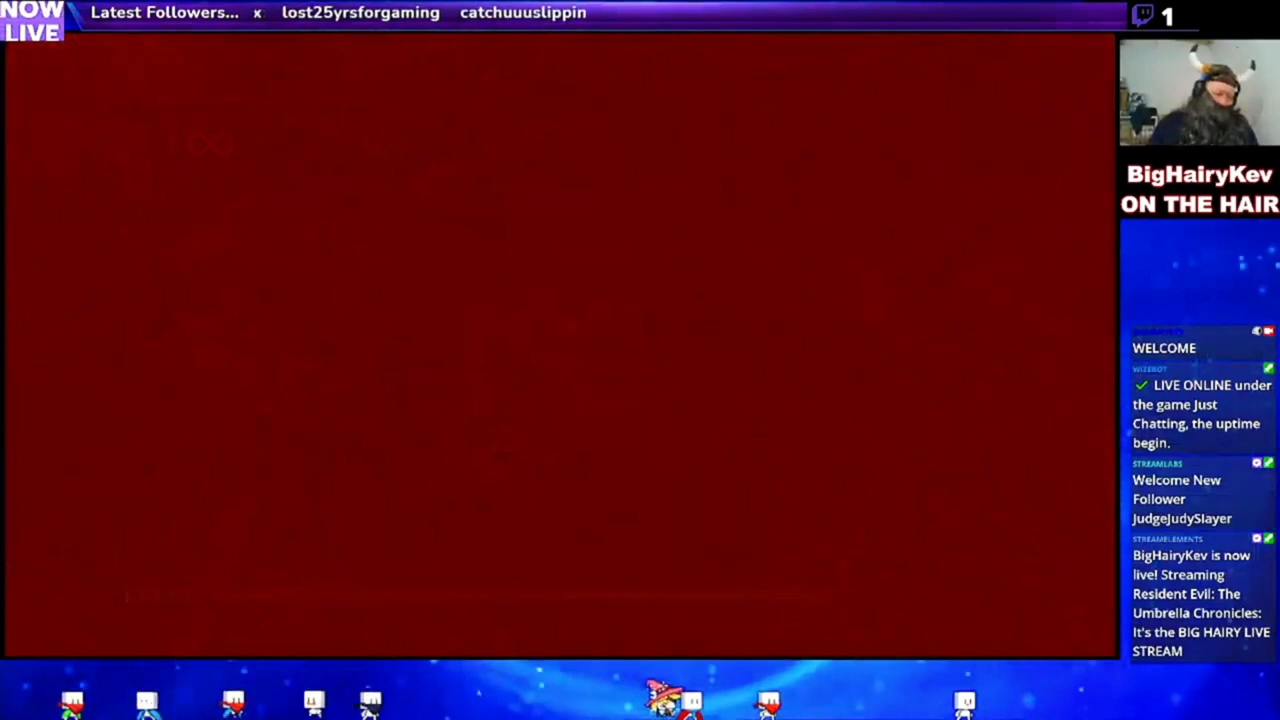 NOW
LIVE
Latest Followers... x lost25yrsforgaming catchuuuslippin
1
BigHairyKev
ON THE HAIR
WELCOME
WIZEBOT
✓ LIVE ONLINE under
the game Just
Chatting, the uptime
begin.
STREAMLABS
Welcome New
Follower
JudgeJudySlayer
STREAMELEMENTS
BigHairyKev is now
live! Streaming
Resident Evil: The
Umbrella Chronicles:
It's the BIG HAIRY LIVE
STREAM